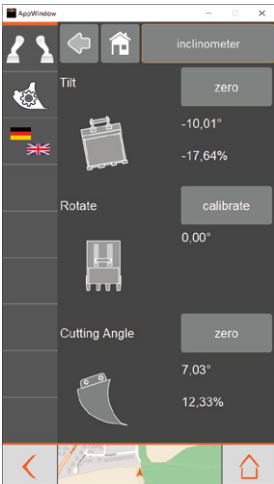 AppWindow
inclinometer
Tilt
zero
-10,01°
-17,64%
Rotate
calibrate
0,00°
Cutting Angle
zero
7,03°
12,33%